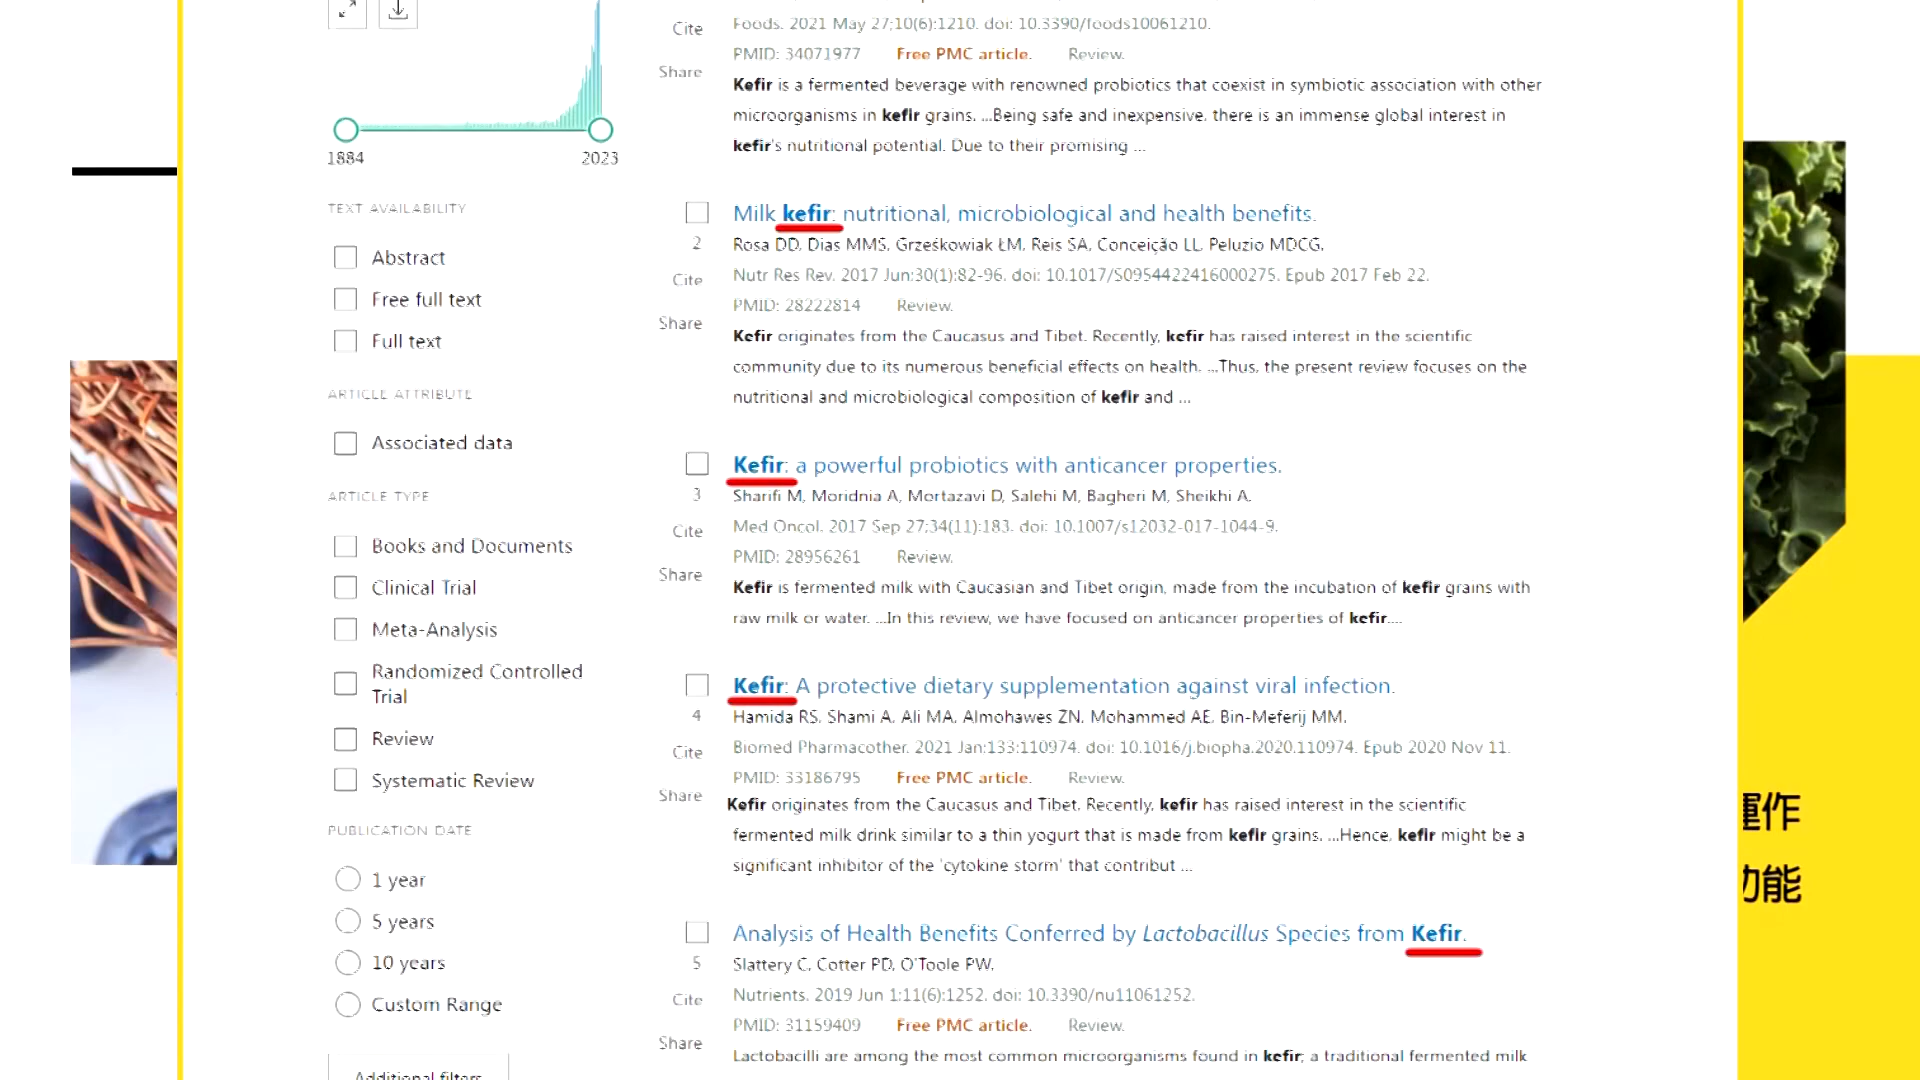 Foods. 2021 May 27;10(6):1210. doi: 10.3390/foods10061210.
Cite
PMID: 34071977 Free PMC article. Review.
Share
Kefir is a fermented beverage with renowned probiotics that coexist in symbiotic association with other
microorganisms in kefir grains. ...Being safe and inexpensive, there is an immense global interest in
kefir's nutritional potential. Due to their promising ...
1884 2023
TEXT AVAILABILITY
Abstract
Free full text
Full text
ARTICLE ATTRIBUTE
Associated data
ARTICLE TYPE
Books and Documents
Clinical Trial
Meta-Analysis
Randomized Controlled
Trial
Review
Systematic Review
PUBLICATION DATE
1 year
5 years
10 years
Custom Range
Additional filters
Milk kefir: nutritional, microbiological and health benefits.
2
Rosa DD, Dias MMS, Grześkowiak ŁM, Reis SA, Conceição LL, Peluzio MDCG.
Cite
Nutr Res Rev. 2017 Jun;30(1):82-96. doi: 10.1017/S0954422416000275. Epub 2017 Feb 22.
PMID: 28222814 Review.
Share
Kefir originates from the Caucasus and Tibet. Recently, kefir has raised interest in the scientific
community due to its numerous beneficial effects on health. ...Thus, the present review focuses on the
nutritional and microbiological composition of kefir and ...
Kefir: a powerful probiotics with anticancer properties.
3
Sharifi M, Moridnia A, Mortazavi D, Salehi M, Bagheri M, Sheikhi A.
Cite
Med Oncol. 2017 Sep 27;34(11):183. doi: 10.1007/s12032-017-1044-9.
PMID: 28956261 Review.
Share
Kefir is fermented milk with Caucasian and Tibet origin, made from the incubation of kefir grains with
raw milk or water. ...In this review, we have focused on anticancer properties of kefir....
Kefir: A protective dietary supplementation against viral infection.
4
Hamida RS, Shami A, Ali MA, Almohawes ZN, Mohammed AE, Bin-Meferij MM.
Cite
Biomed Pharmacother. 2021 Jan;133:110974. doi: 10.1016/j.biopha.2020.110974. Epub 2020 Nov 11.
PMID: 33186795 Free PMC article. Review.
Share
Kefir originates from the Caucasus and Tibet. Recently, kefir has raised interest in the scientific
fermented milk drink similar to a thin yogurt that is made from kefir grains. ...Hence, kefir might be a
significant inhibitor of the 'cytokine storm' that contribut ...
Analysis of Health Benefits Conferred by Lactobacillus Species from Kefir.
5
Slattery C, Cotter PD, O'Toole PW.
Cite
Nutrients. 2019 Jun 1;11(6):1252. doi: 10.3390/nu11061252.
PMID: 31159409 Free PMC article. Review.
Share
Lactobacilli are among the most common microorganisms found in kefir; a traditional fermented milk
運作
功能